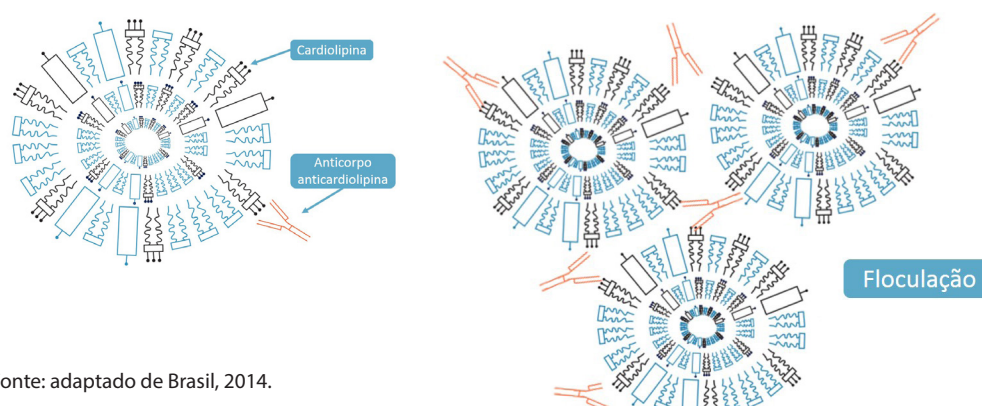 Cardiolipina
Anticorpo
anticardiolipina
Floculação
onte: adaptado de Brasil, 2014.